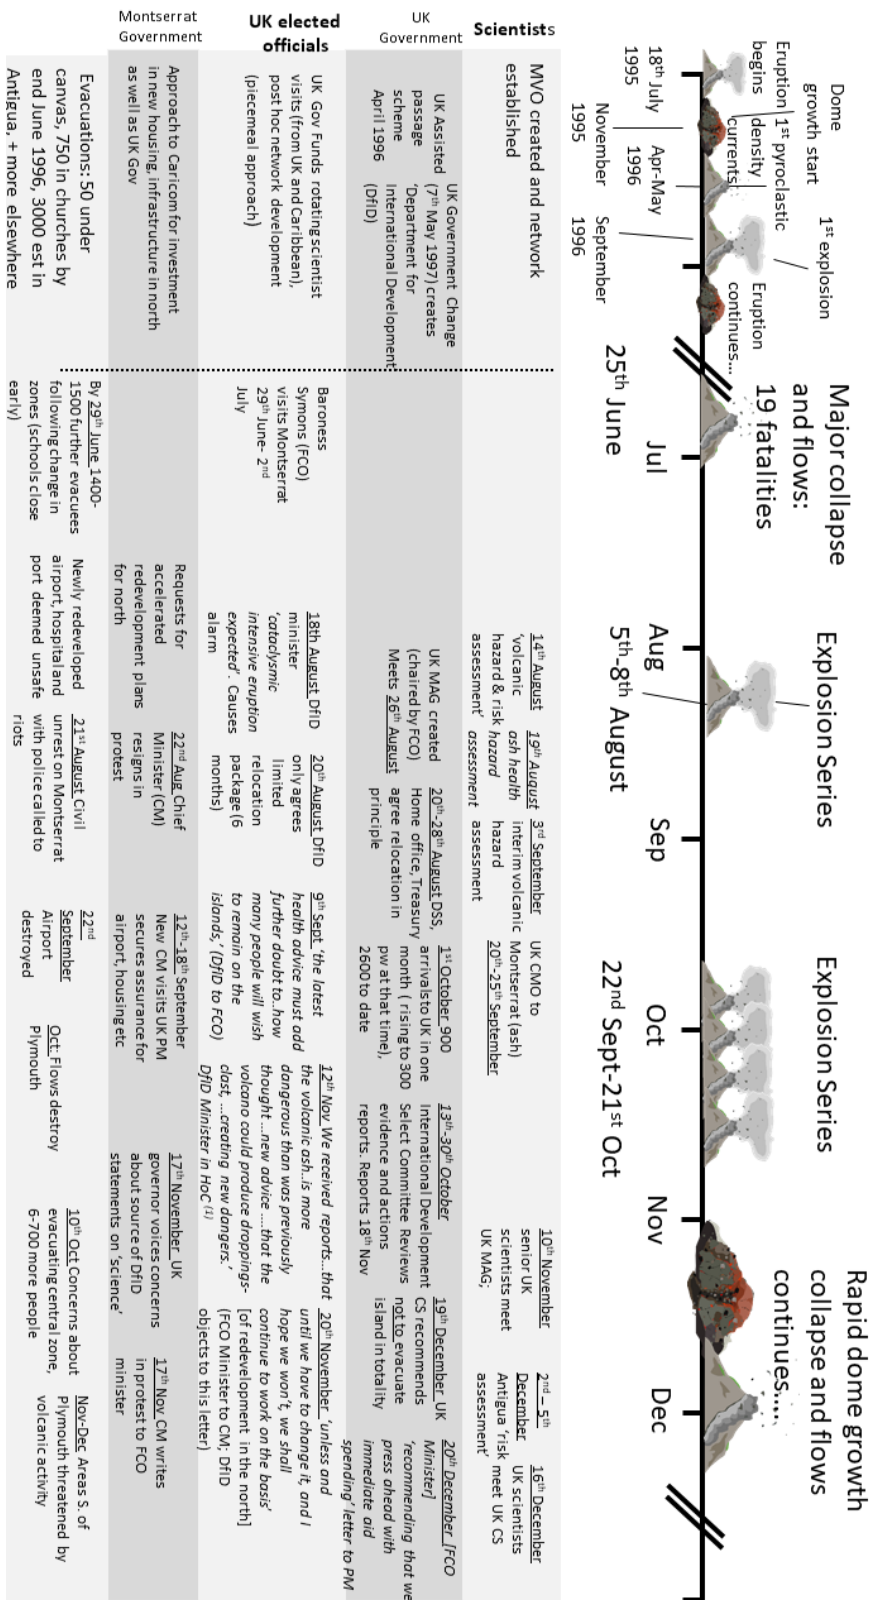 Dome
growth start
Eruption
begins
1st pyroclastic
density
currents
1st explosion
Eruption
continues...
Major collapse
and flows:
19 fatalities
Explosion Series
Explosion Series
Rapid dome growth
collapse and flows
continues....
18th July
1995
November
1995
Apr-May
1996
September
1996
25th June
Jul
Aug
5th-8th August
Sep
Oct
22nd Sept-21st Oct
Nov
Dec
Scientists
MVO created and network
established
14th August
'volcanic
hazard & risk
assessment'
19th August
ash health
hazard
assessment
3rd September
interim volcanic
hazard
assessment
UK CMO to
Montserrat (ash)
20th-25th September
10th November
senior UK
scientists meet
UK MAG;
2nd – 5th
December
Antigua 'risk
assessment'
16th December
UK scientists
meet UK CS
UK
Government
UK Assisted
passage
scheme
April 1996
UK Government Change
(7th May 1997) creates
'Department for
International Development
(DfID)
UK MAG created
(chaired by FCO)
Meets 26th August
20th-28th August DSS,
Home office, Treasury
agree relocation in
principle
1st October 900
arrivals to UK in one
month ( rising to 300
pw at that time),
2600 to date
13th-30th October
International Development
Select Committee Reviews
evidence and actions
reports. Reports 18th Nov
19th December UK
CS recommends
not to evacuate
island in totality
20th December [FCO
Minister]
'recommending that we
press ahead with
immediate aid
spending' letter to PM
UK elected
officials
UK Gov Funds rotating scientist
visits (from UK and Caribbean),
post hoc network development
(piecemeal approach)
Baroness
Symons (FCO)
visits Montserrat
29th June- 2nd
July
18th August DfID
minister
'cataclysmic
intensive eruption
expected'. Causes
alarm
20th August DfID
only agrees
limited
relocation
package (6
months)
9th Sept 'the latest
health advice must add
further doubt to..how
many people will wish
to remain on the
islands,' (DfID to FCO)
12th Nov We received reports...that
the volcanic ash..is more
dangerous than was previously
thought ...new advice ....that the
volcano could produce droppings-
clast, ...creating new dangers.'
DfID Minister in HoC (1)
20th November 'unless and
until we have to change it, and I
hope we won't, we shall
continue to work on the basis'
[of redevelopment in the north]
(FCO Minister to CM; DfID
objects to this letter)
Montserrat
Government
Approach to Caricom for investment
in new housing, infrastructure in north
as well as UK Gov
Requests for
accelerated
redevelopment plans
for north
22nd Aug Chief
Minister (CM)
resigns in
protest
12th-18th September
New CM visits UK PM
secures assurance for
airport, housing etc
17th November UK
governor voices concerns
about source of DfID
statements on 'science'
17th Nov CM writes
in protest to FCO
minister
Evacuations: 50 under
canvas, 750 in churches by
end June 1996, 3000 est in
Antigua, + more elsewhere
By 29th June 1400-
1500 further evacuees
following change in
zones (schools close
early)
Newly redeveloped
airport, hospital and
port deemed unsafe
21st August Civil
unrest on Montserrat
with police called to
riots
22nd
September
Airport
destroyed
Oct: Flows destroy
Plymouth
10th Oct Concerns about
evacuating central zone,
6-700 more people
Nov-Dec Areas S. of
Plymouth threatened by
volcanic activity